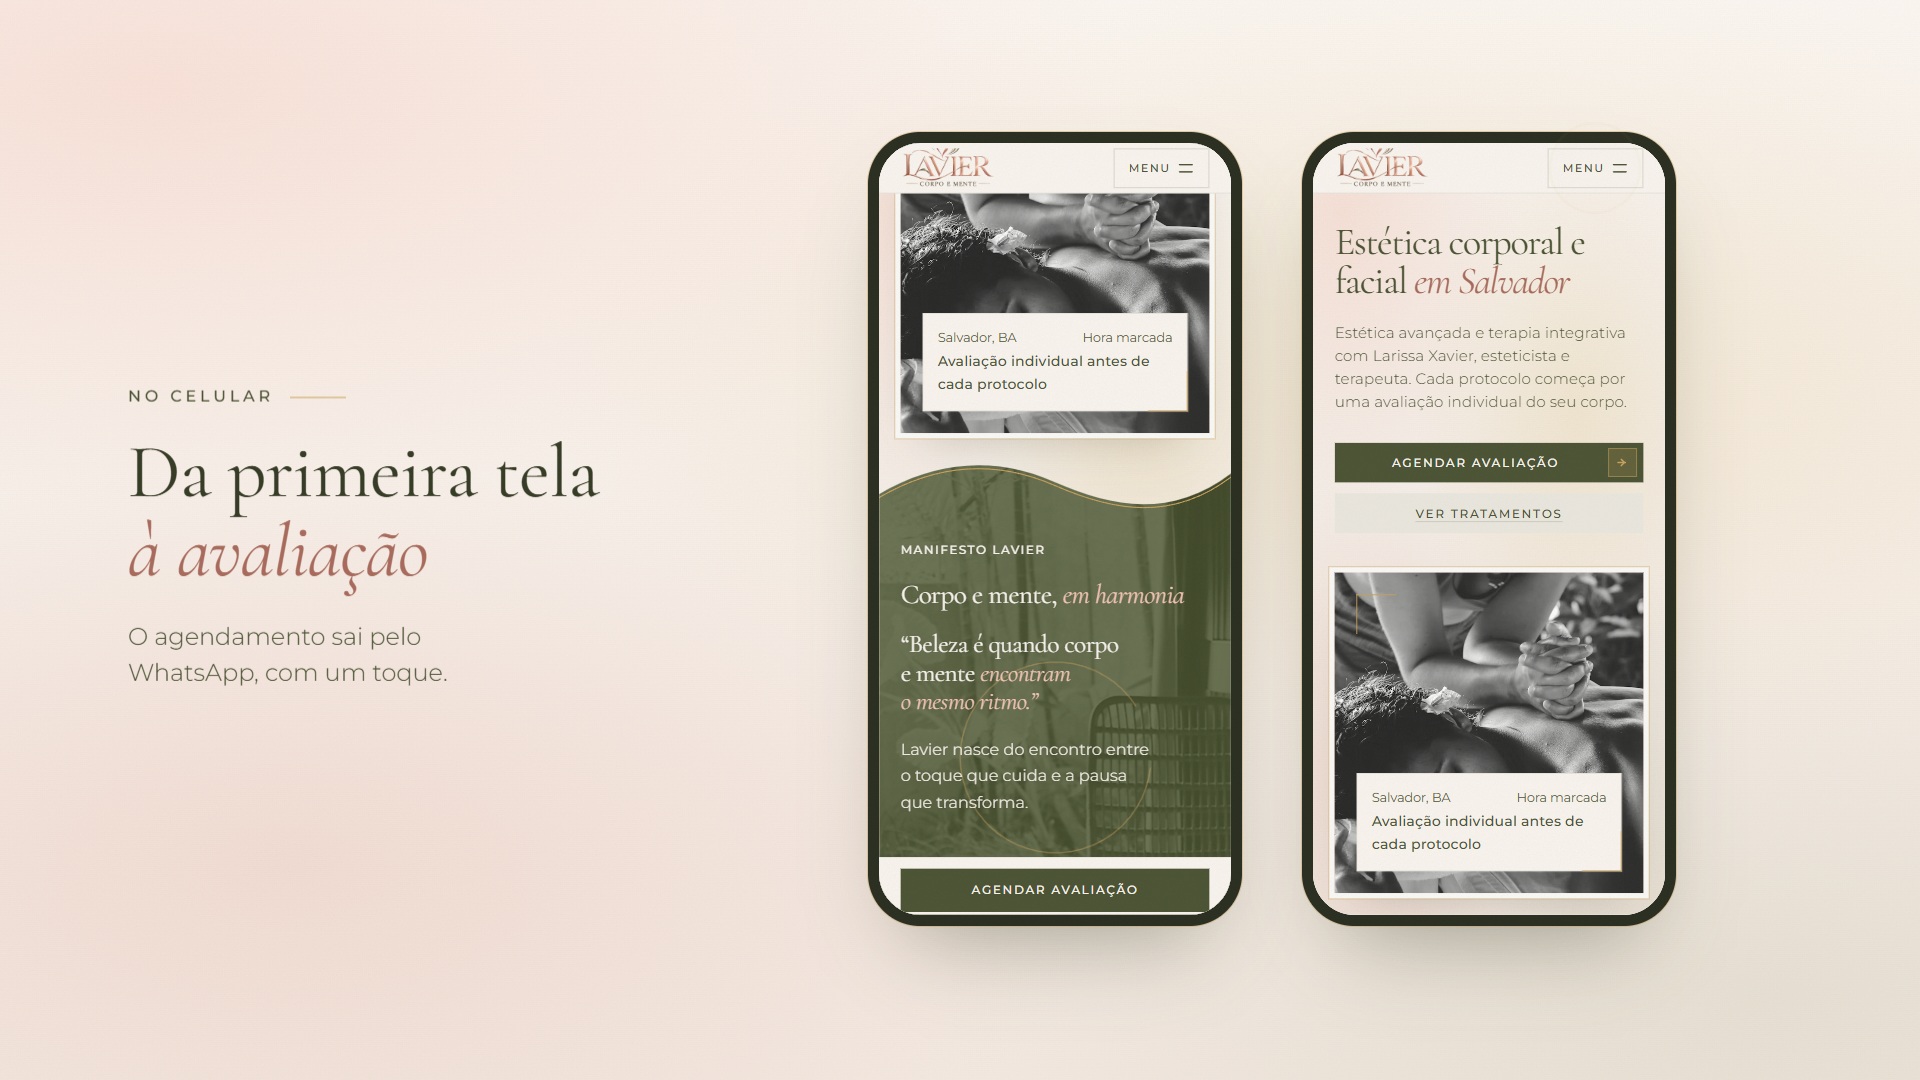 NO CELULAR
Da primeira tela
à avaliação
O agendamento sai pelo
WhatsApp, com um toque.
LAVIER
CORPO E MENTE
MENU
Salvador, BA Hora marcada
Avaliação individual antes de
cada protocolo
MANIFESTO LAVIER
Corpo e mente, em harmonia
“Beleza é quando corpo
e mente encontram
o mesmo ritmo.”
Lavier nasce do encontro entre
o toque que cuida e a pausa
que transforma.
AGENDAR AVALIAÇÃO
LAVIER
CORPO E MENTE
MENU
Estética corporal e
facial em Salvador
Estética avançada e terapia integrativa
com Larissa Xavier, esteticista e
terapeuta. Cada protocolo começa por
uma avaliação individual do seu corpo.
AGENDAR AVALIAÇÃO
VER TRATAMENTOS
Salvador, BA Hora marcada
Avaliação individual antes de
cada protocolo